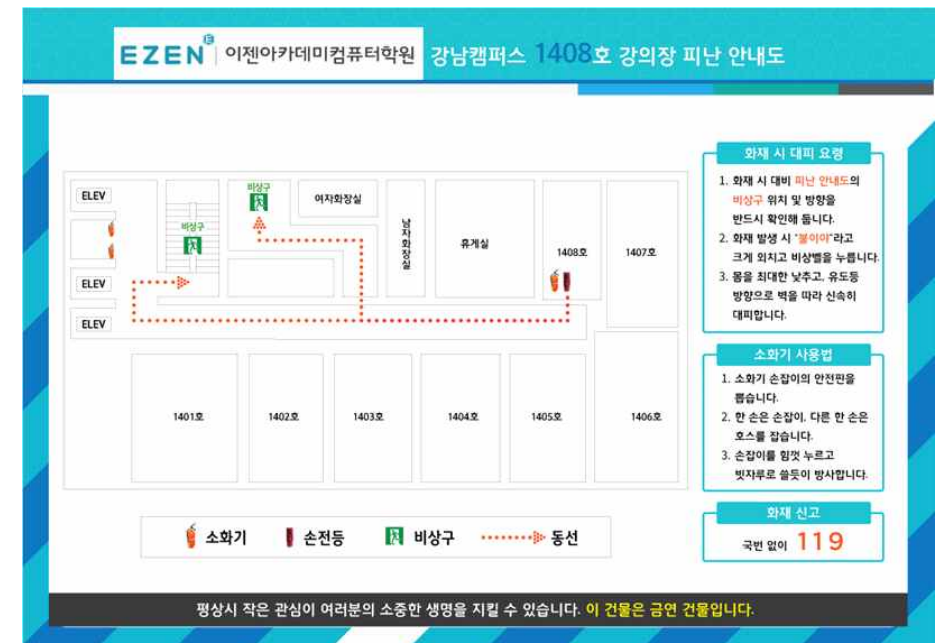 EZEN 이젠아카데미컴퓨터학원 강남캠퍼스 1408호 강의장 피난 안내도
ELEV
비상구
비상구
여자화장실
남자화장실
휴게실
1408호
1407호
ELEV
ELEV
1401호
1402호
1403호
1404호
1405호
1406호
소화기
손전등
비상구
동선
화재 시 대피 요령
1. 화재 시 대비 피난 안내도의
비상구 위치 및 방향을
반드시 확인해 둡니다.
2. 화재 발생 시 "불이야"라고
크게 외치고 비상벨을 누릅니다.
3. 몸을 최대한 낮추고, 유도등
방향으로 벽을 따라 신속히
대피합니다.
소화기 사용법
1. 소화기 손잡이의 안전핀을
뽑습니다.
2. 한 손은 손잡이, 다른 한 손은
호스를 잡습니다.
3. 손잡이를 힘껏 누르고
빗자루로 쓸듯이 방사합니다.
화재 신고
국번 없이 119
평상시 작은 관심이 여러분의 소중한 생명을 지킬 수 있습니다. 이 건물은 금연 건물입니다.